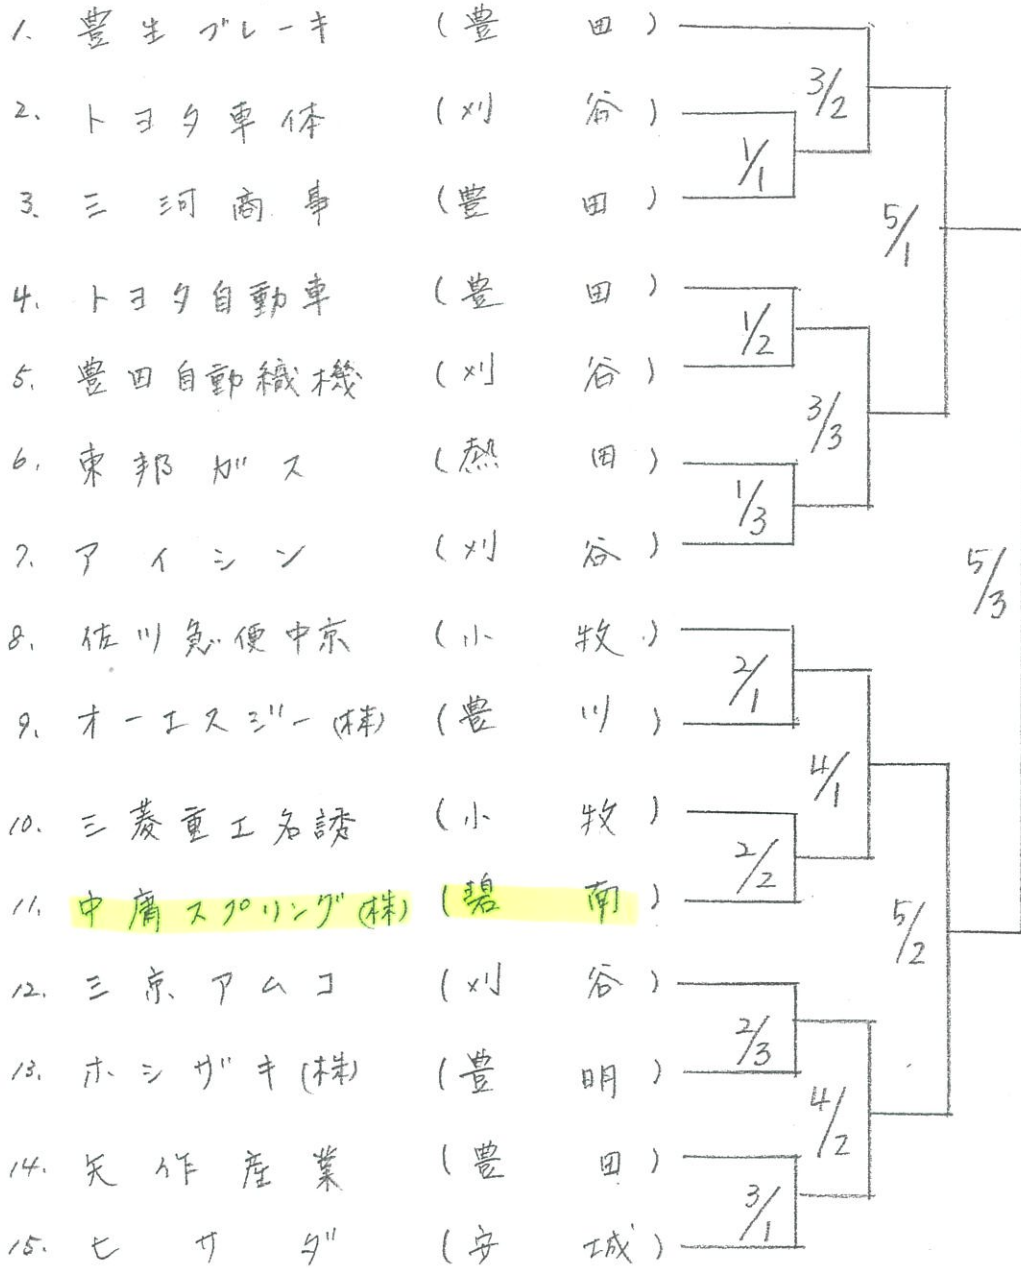 1. 豊生ブレーキ (豊田)
2. トヨタ車体 (刈谷)
3. 三河商事 (豊田)
4. トヨタ自動車 (豊田)
5. 豊田自動織機 (刈谷)
6. 東邦ガス (熱田)
7. アイシン (刈谷)
8. 佐川急便中京 (小牧)
9. オーエスジー(株) (豊川)
10. 三菱重工名誘 (小牧)
11. 中庸スプリング(株) (碧南)
12. 三京アムコ (刈谷)
13. ホシザキ(株) (豊明)
14. 矢作産業 (豊田)
15. ヒサダ (安城)
3/2
1/1
5/1
1/2
3/3
1/3
5/3
2/1
4/1
2/2
5/2
2/3
4/2
3/1